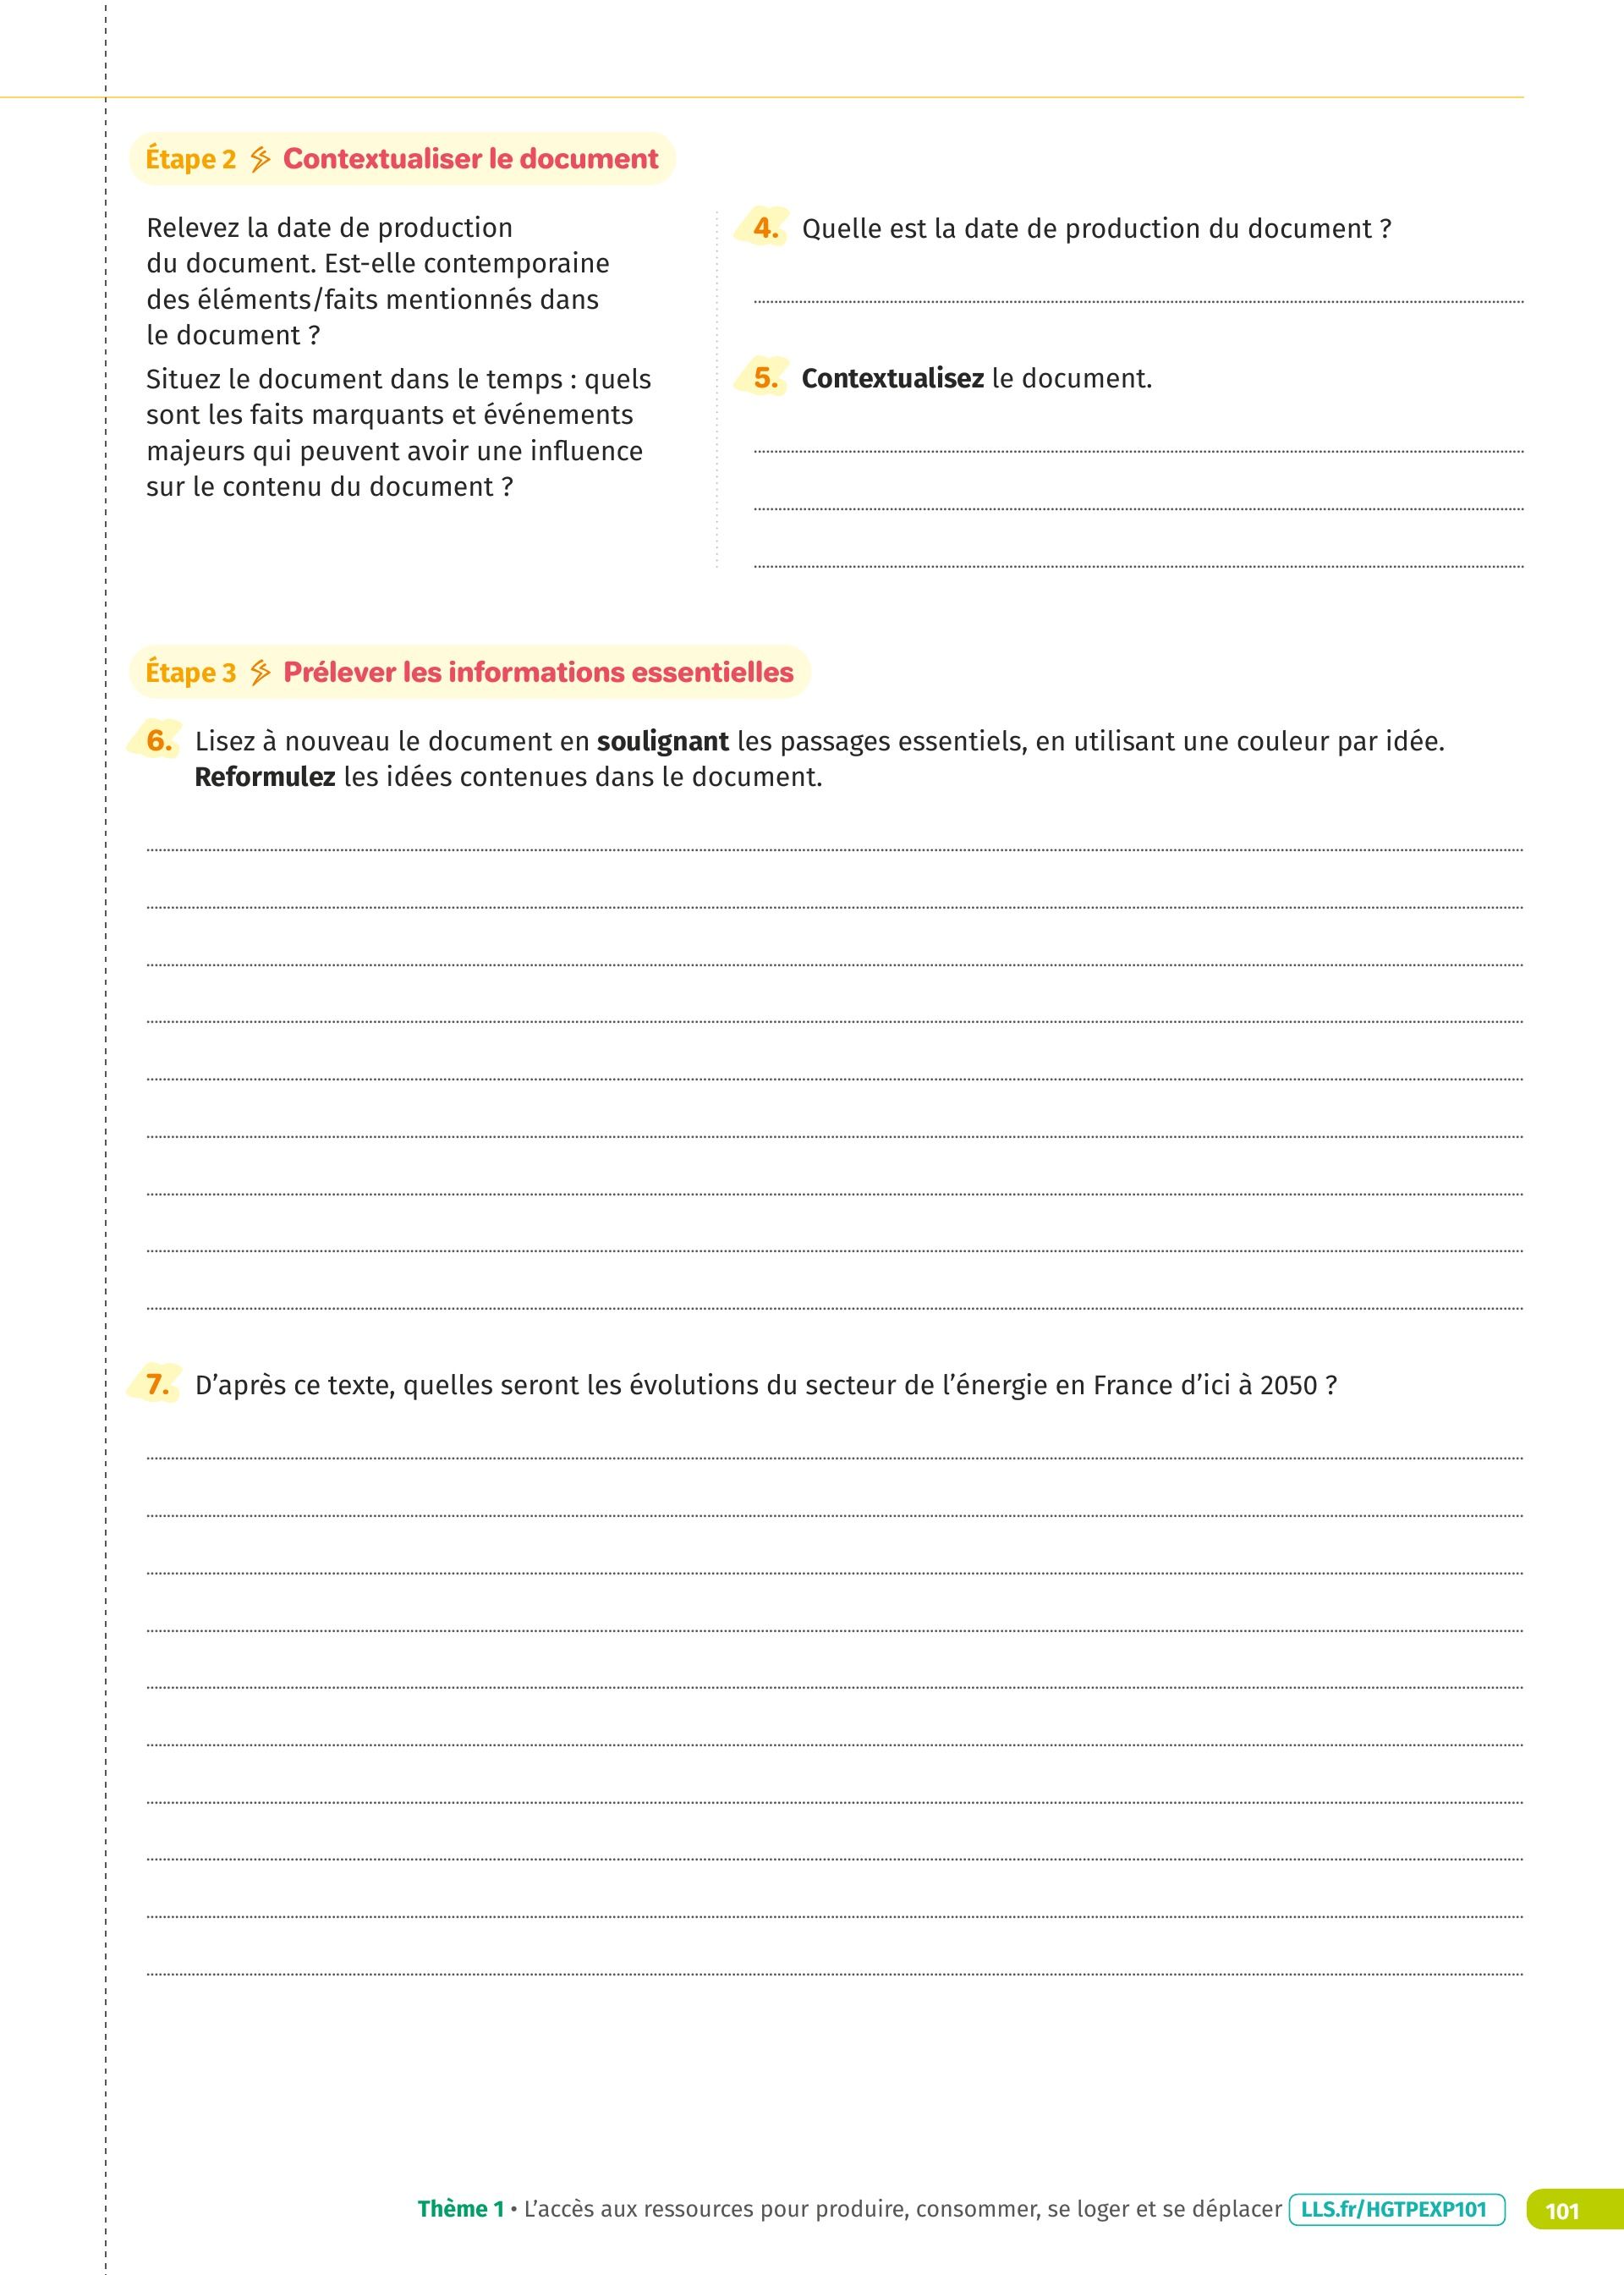 Étape 2 Contextualiser le document
Relevez la date de production
du document. Est-elle contemporaine
des éléments/faits mentionnés dans
le document ?
Situez le document dans le temps : quels
sont les faits marquants et événements
majeurs qui peuvent avoir une influence
sur le contenu du document ?
4. Quelle est la date de production du document ?
5. Contextualisez le document.
Étape 3 Prélever les informations essentielles
6. Lisez à nouveau le document en soulignant les passages essentiels, en utilisant une couleur par idée.
Reformulez les idées contenues dans le document.
7. D’après ce texte, quelles seront les évolutions du secteur de l’énergie en France d’ici à 2050 ?
Thème 1 • L’accès aux ressources pour produire, consommer, se loger et se déplacer LLS.fr/HGTPEXP101 101